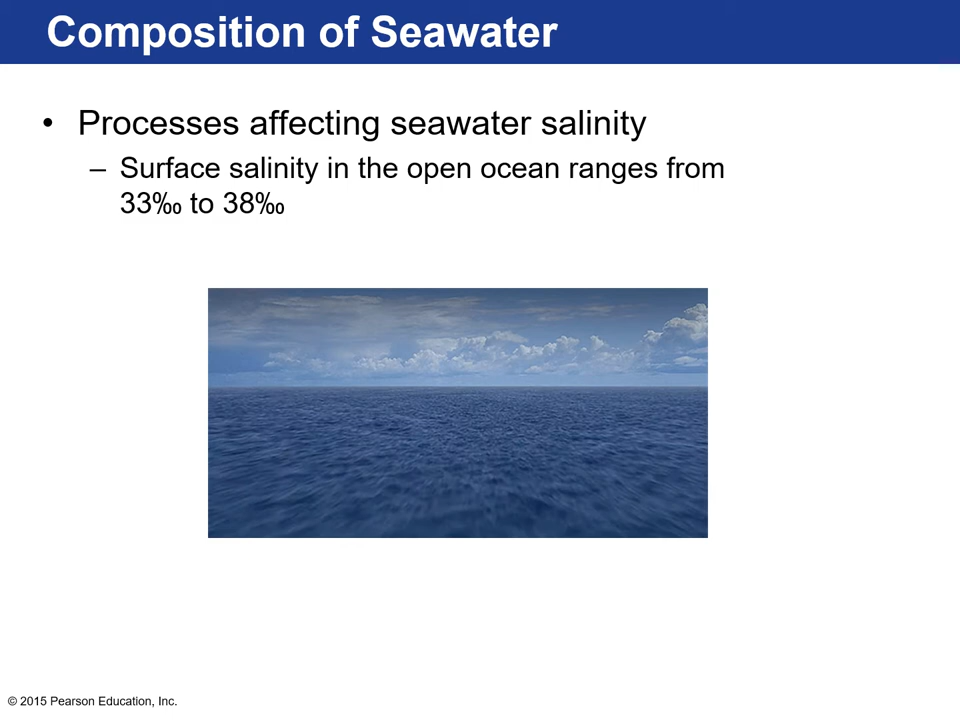 Composition of Seawater
• Processes affecting seawater salinity
– Surface salinity in the open ocean ranges from
33‰ to 38‰
© 2015 Pearson Education, Inc.